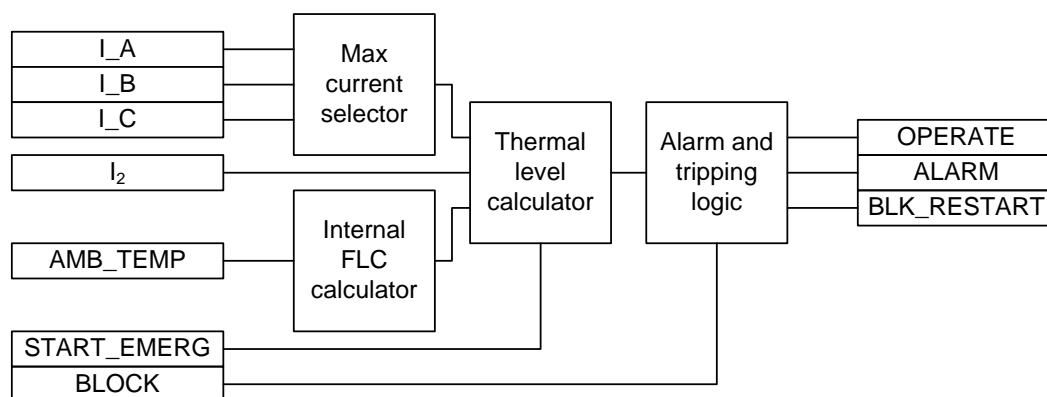 I_A
I_B
I_C
I₂
AMB_TEMP
START_EMERG
BLOCK
Max
current
selector
Internal
FLC
calculator
Thermal
level
calculator
Alarm and
tripping
logic
OPERATE
ALARM
BLK_RESTART